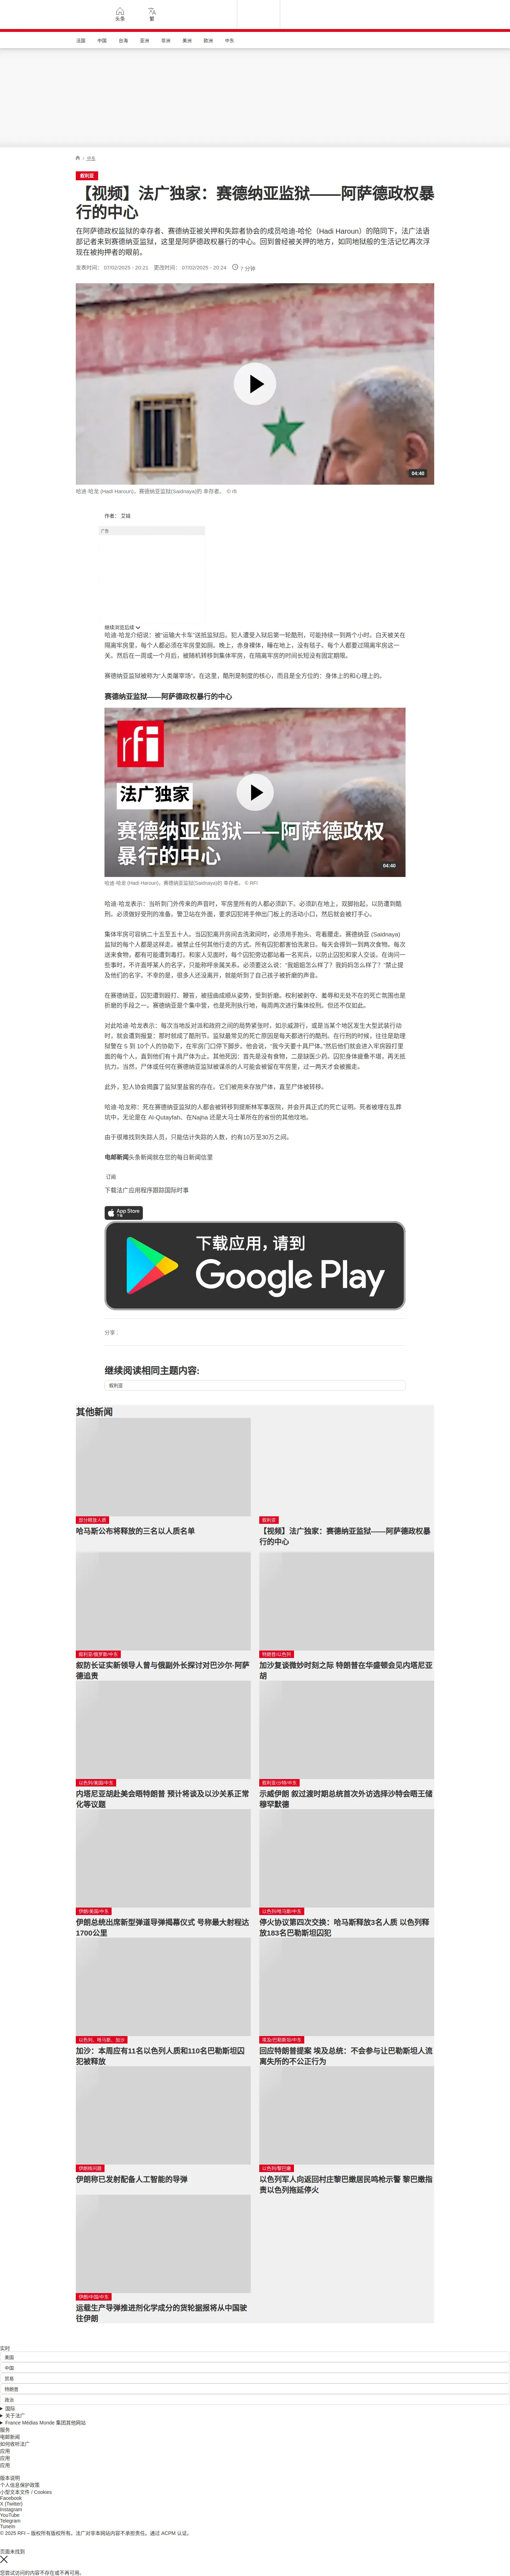 头条
繁
法国
中国
台海
亚洲
非洲
美洲
欧洲
中东
/ 中东
叙利亚
【视频】法广独家：赛德纳亚监狱——阿萨德政权暴行的中心
在阿萨德政权监狱的幸存者、赛德纳亚被关押和失踪者协会的成员哈迪-哈伦（Hadi Haroun）的陪同下，法广法语部记者来到赛德纳亚监狱，这里是阿萨德政权暴行的中心。回到曾经被关押的地方，如同地狱般的生活记忆再次浮现在被拘押者的眼前。
发表时间： 07/02/2025 - 20:21 更改时间： 07/02/2025 - 20:24 7 分钟
04:40
哈迪·哈龙 (Hadi Haroun)，赛德纳亚监狱(Saidnaya)的 幸存者。 © rfi
作者： 艾娃
广告
继续浏览后续
哈迪·哈龙介绍说：被“运输大卡车”送抵监狱后。犯人遭受入狱后第一轮酷刑，可能持续一到两个小时。白天被关在隔离牢房里，每个人都必须在牢房里如厕。晚上，赤身裸体，睡在地上，没有毯子。每个人都要过隔离牢房这一关。然后在一周或一个月后，被随机转移到集体牢房，在隔离牢房的时间长短没有固定期限。
赛德纳亚监狱被称为“人类屠宰场”。在这里，酷刑是制度的核心，而且是全方位的：身体上的和心理上的。
赛德纳亚监狱——阿萨德政权暴行的中心
rfi
法广独家
赛德纳亚监狱——阿萨德政权暴行的中心
04:40
哈迪·哈龙 (Hadi Haroun)，赛德纳亚监狱(Saidnaya)的 幸存者。 © RFI
哈迪·哈龙表示：当听到门外传来的声音时，牢房里所有的人都必须趴下。必须趴在地上，双脚抬起，以防遭到酷刑。必须做好受刑的准备。警卫站在外面，要求囚犯将手伸出门板上的活动小口，然后就会被打手心。
集体牢房可容纳二十五至五十人。当囚犯离开房间去洗漱间时，必须用手抱头、弯着腰走。赛德纳亚 (Saidnaya) 监狱的每个人都是这样走，被禁止任何其他行走的方式。所有囚犯都害怕洗漱日。每天会得到一到两次食物。每次送来食物，都有可能遭到毒打。和家人见面时，每个囚犯旁边都站着一名宪兵，以防止囚犯和家人交谈。在询问一些事时，不许直呼某人的名字，只能称呼亲属关系。必须要这么说：“我姐姐怎么样了？我妈妈怎么样了？”禁止提及他们的名字。不幸的是，很多人还没离开，就能听到了自己孩子被折磨的声音。
在赛德纳亚，囚犯遭到殴打、鞭笞，被扭曲或感从姿势，受到折磨。权利被剥夺、羞辱和无处不在的死亡氛围也是折磨的手段之一。赛德纳亚是个集中营，也是死刑执行地，每周两次进行集体绞刑。但还不仅如此。
对此哈迪·哈龙表示：每次当地反对派和政府之间的局势紧张时，如示威游行，或是当某个地区发生大型武装行动时，就会遭到报复：那时就成了酷刑节。监狱最常见的死亡原因是每天都进行的酷刑。在行刑的时候，往往是助理狱警在 5 到 10个人的协助下，在牢房门口停下脚步。他会说，“我今天要十具尸体。”然后他们就会进入牢房殴打里面的每个人，直到他们有十具尸体为止。其他死因：首先是没有食物，二是缺医少药。囚犯身体疲惫不堪，再无抵抗力。当然，尸体或任何在赛德纳亚监狱被谋杀的人可能会被留在牢房里，过一两天才会被搬走。
此外，犯人协会揭露了监狱里盐窖的存在。它们被用来存放尸体，直至尸体被转移。
哈迪·哈龙称：死在赛德纳亚监狱的人都会被转移到提斯林军事医院，并会开具正式的死亡证明。死者被埋在乱葬坑中，无论是在 Al-Qutayfah、在Najha 还是大马士革所在的省份的其他坟地。
由于很难找到失踪人员，只能估计失踪的人数，约有10万至30万之间。
电邮新闻头条新闻就在您的每日新闻信里
订阅
下载法广应用程序跟踪国际时事
App Store
下载
下载应用，请到
Google Play
分享 :
继续阅读相同主题内容:
叙利亚
其他新闻
部分释放人质
哈马斯公布将释放的三名以人质名单
叙利亚
【视频】法广独家：赛德纳亚监狱——阿萨德政权暴行的中心
叙利亚/俄罗斯/中东
叙防长证实新领导人曾与俄副外长探讨对巴沙尔·阿萨德追责
特朗普/以色列
加沙复谈微妙时刻之际 特朗普在华盛顿会见内塔尼亚胡
以色列/美国/中东
内塔尼亚胡赴美会晤特朗普 预计将谈及以沙关系正常化等议题
叙利亚/沙特/中东
示威伊朗 叙过渡时期总统首次外访选择沙特会晤王储穆罕默德
伊朗/美国/中东
伊朗总统出席新型弹道导弹揭幕仪式 号称最大射程达1700公里
以色列/哈马斯/中东
停火协议第四次交换：哈马斯释放3名人质 以色列释放183名巴勒斯坦囚犯
以色列、哈马斯、加沙
加沙：本周应有11名以色列人质和110名巴勒斯坦囚犯被释放
埃及/巴勒斯坦/中东
回应特朗普提案 埃及总统：不会参与让巴勒斯坦人流离失所的不公正行为
伊朗核问题
伊朗称已发射配备人工智能的导弹
以色列/黎巴嫩
以色列军人向返回村庄黎巴嫩居民鸣枪示警 黎巴嫩指责以色列拖延停火
伊朗/中国/中东
运载生产导弹推进剂化学成分的货轮据报将从中国驶往伊朗
实时
美国
中国
贸易
特朗普
政治
国际
关于法广
France Médias Monde 集团其他网站
服务
电邮新闻
如何收听法广
应用
应用
应用
版本说明
个人信息保护政策
小型文本文件 / Cookies
Facebook
X (Twitter)
Instagram
YouTube
Telegram
TuneIn
© 2025 RFI – 版权所有版权所有。法广对非本网站内容不承担责任。通过 ACPM 认证。
页面未找到
您尝试访问的内容不存在或不再可用。